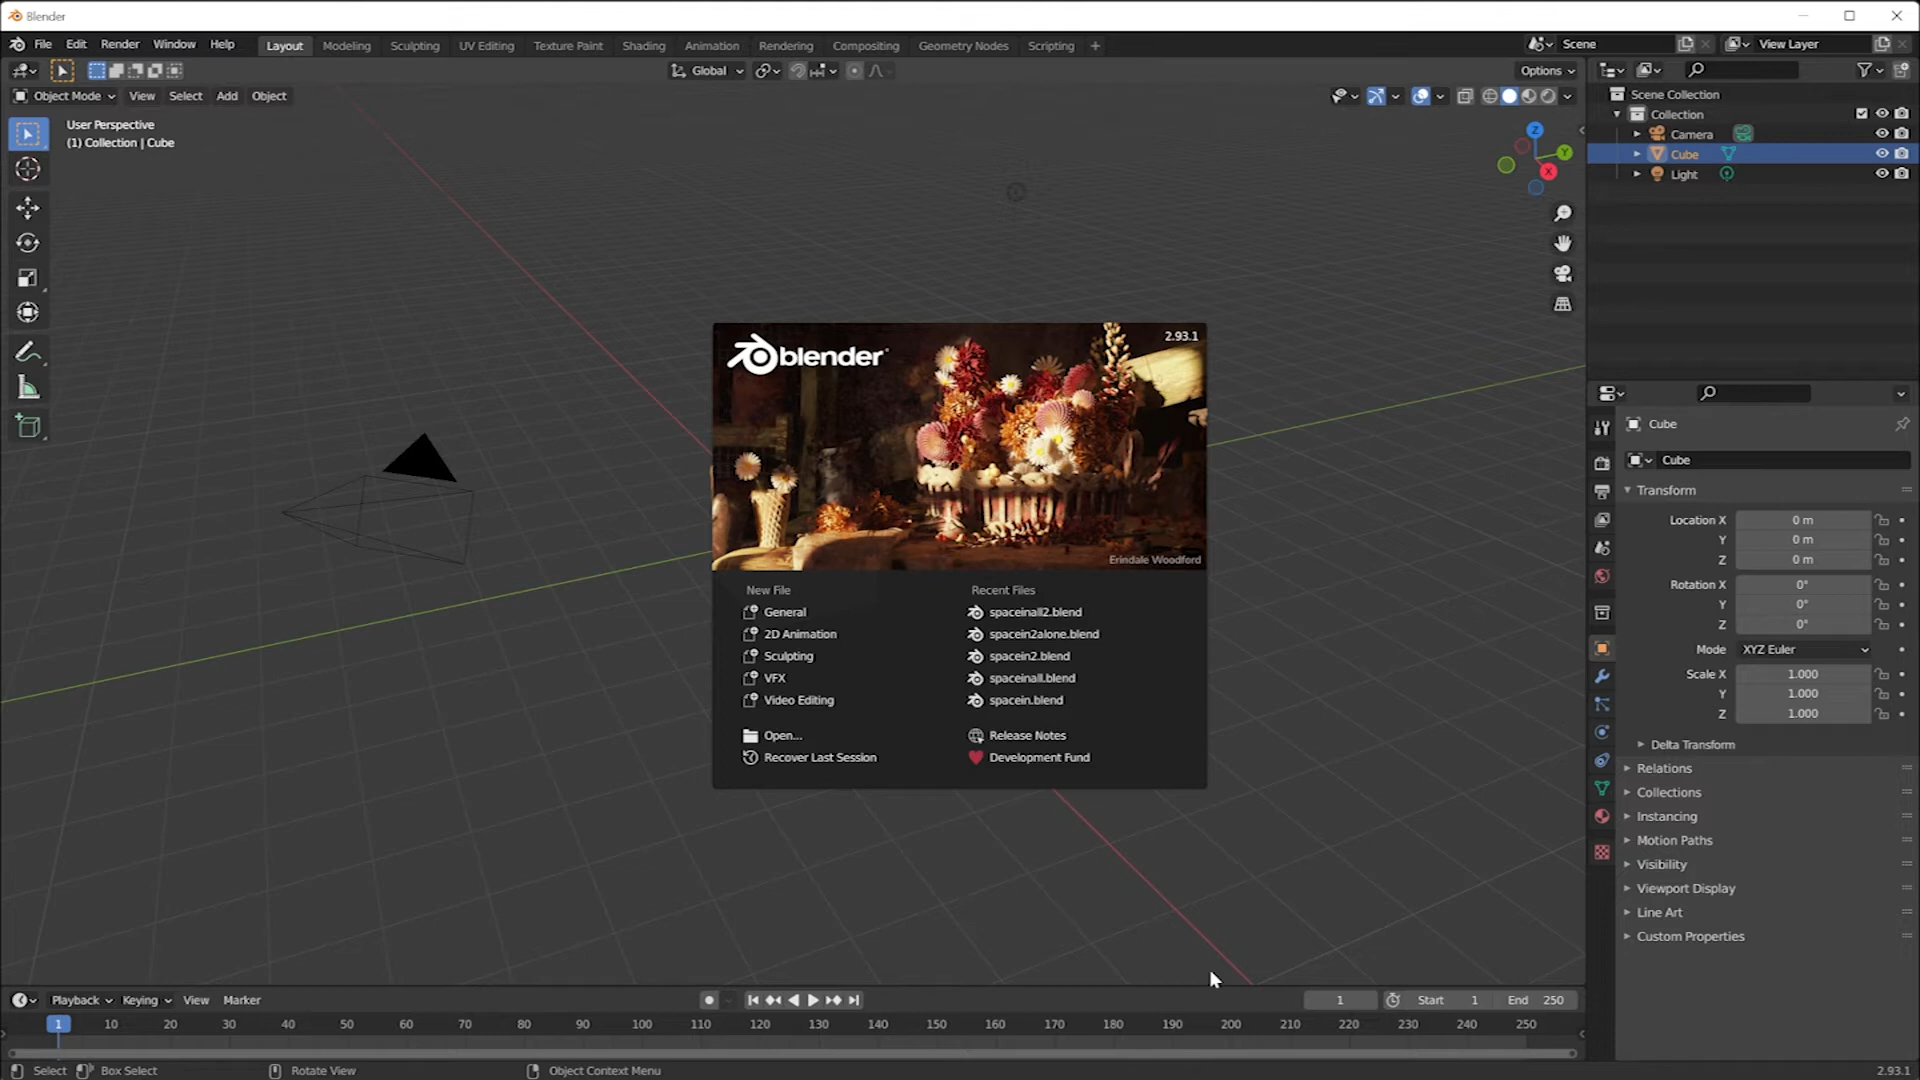 Blender
File Edit Render Window Help Layout Modeling Sculpting UV Editing Texture Paint Shading Animation Rendering Compositing Geometry Nodes Scripting + Scene View Layer
Global Options
Object Mode View Select Add Object
User Perspective
(1) Collection | Cube
Z
Y
X
Scene Collection
Collection
Camera
Cube
Light
blender
2.93.1
Erindale Woodford
New File
General
2D Animation
Sculpting
VFX
Video Editing
Open...
Recover Last Session
Recent Files
spaceinall2.blend
spacein2alone.blend
spacein2.blend
spaceinall.blend
spacein.blend
Release Notes
Development Fund
Cube
Cube
Transform
Location X 0 m
Y 0 m
Z 0 m
Rotation X 0°
Y 0°
Z 0°
Mode XYZ Euler
Scale X 1.000
Y 1.000
Z 1.000
Delta Transform
Relations
Collections
Instancing
Motion Paths
Visibility
Viewport Display
Line Art
Custom Properties
Playback Keying View Marker 1 Start 1 End 250
1 10 20 30 40 50 60 70 80 90 100 110 120 130 140 150 160 170 180 190 200 210 220 230 240 250
Select Box Select Rotate View Object Context Menu 2.93.1